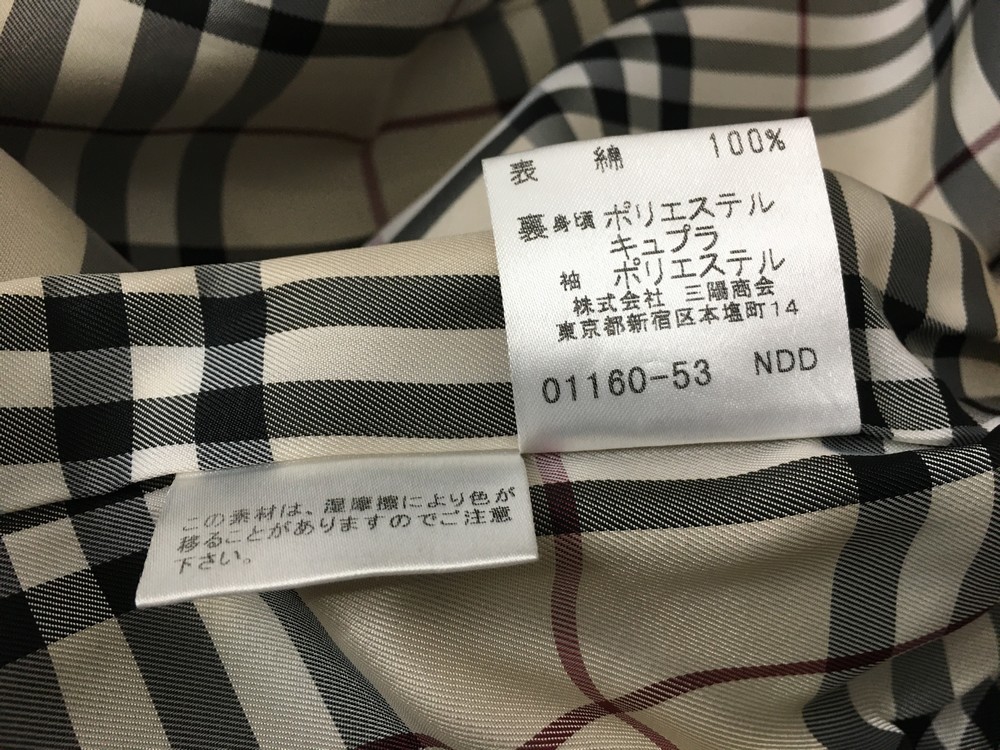 表 綿 100%
裏 身頃 ポリエステル
キュプラ
袖 ポリエステル
株式会社 三陽商会
東京都新宿区本塩町14
01160-53 NDD
この素材は、湿摩擦により色が
移ることがありますのでご注意
下さい。